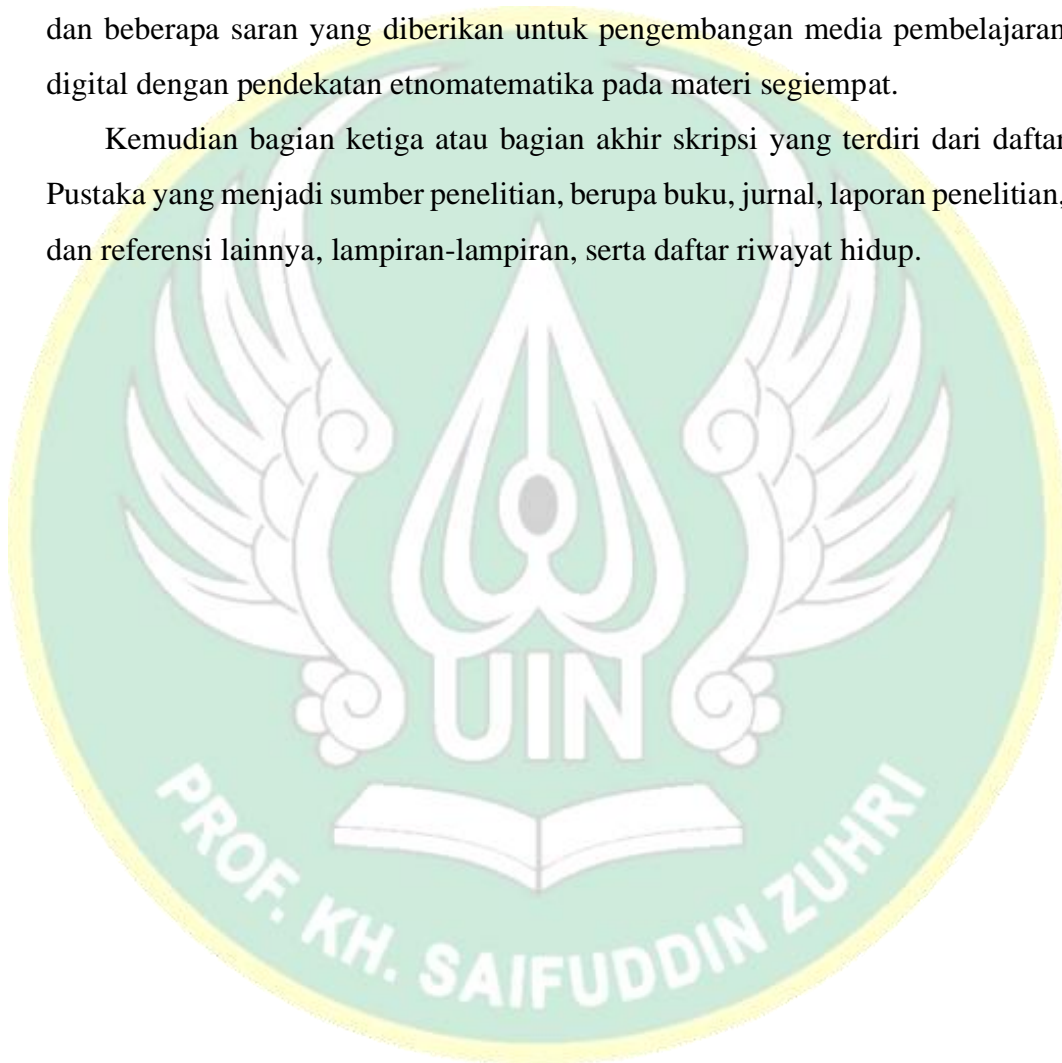 dan beberapa saran yang diberikan untuk pengembangan media pembelajaran
digital dengan pendekatan etnomatematika pada materi segiempat.
Kemudian bagian ketiga atau bagian akhir skripsi yang terdiri dari daftar
Pustaka yang menjadi sumber penelitian, berupa buku, jurnal, laporan penelitian,
dan referensi lainnya, lampiran-lampiran, serta daftar riwayat hidup.
UIN
PROF. KH. SAIFUDDIN ZUHRI